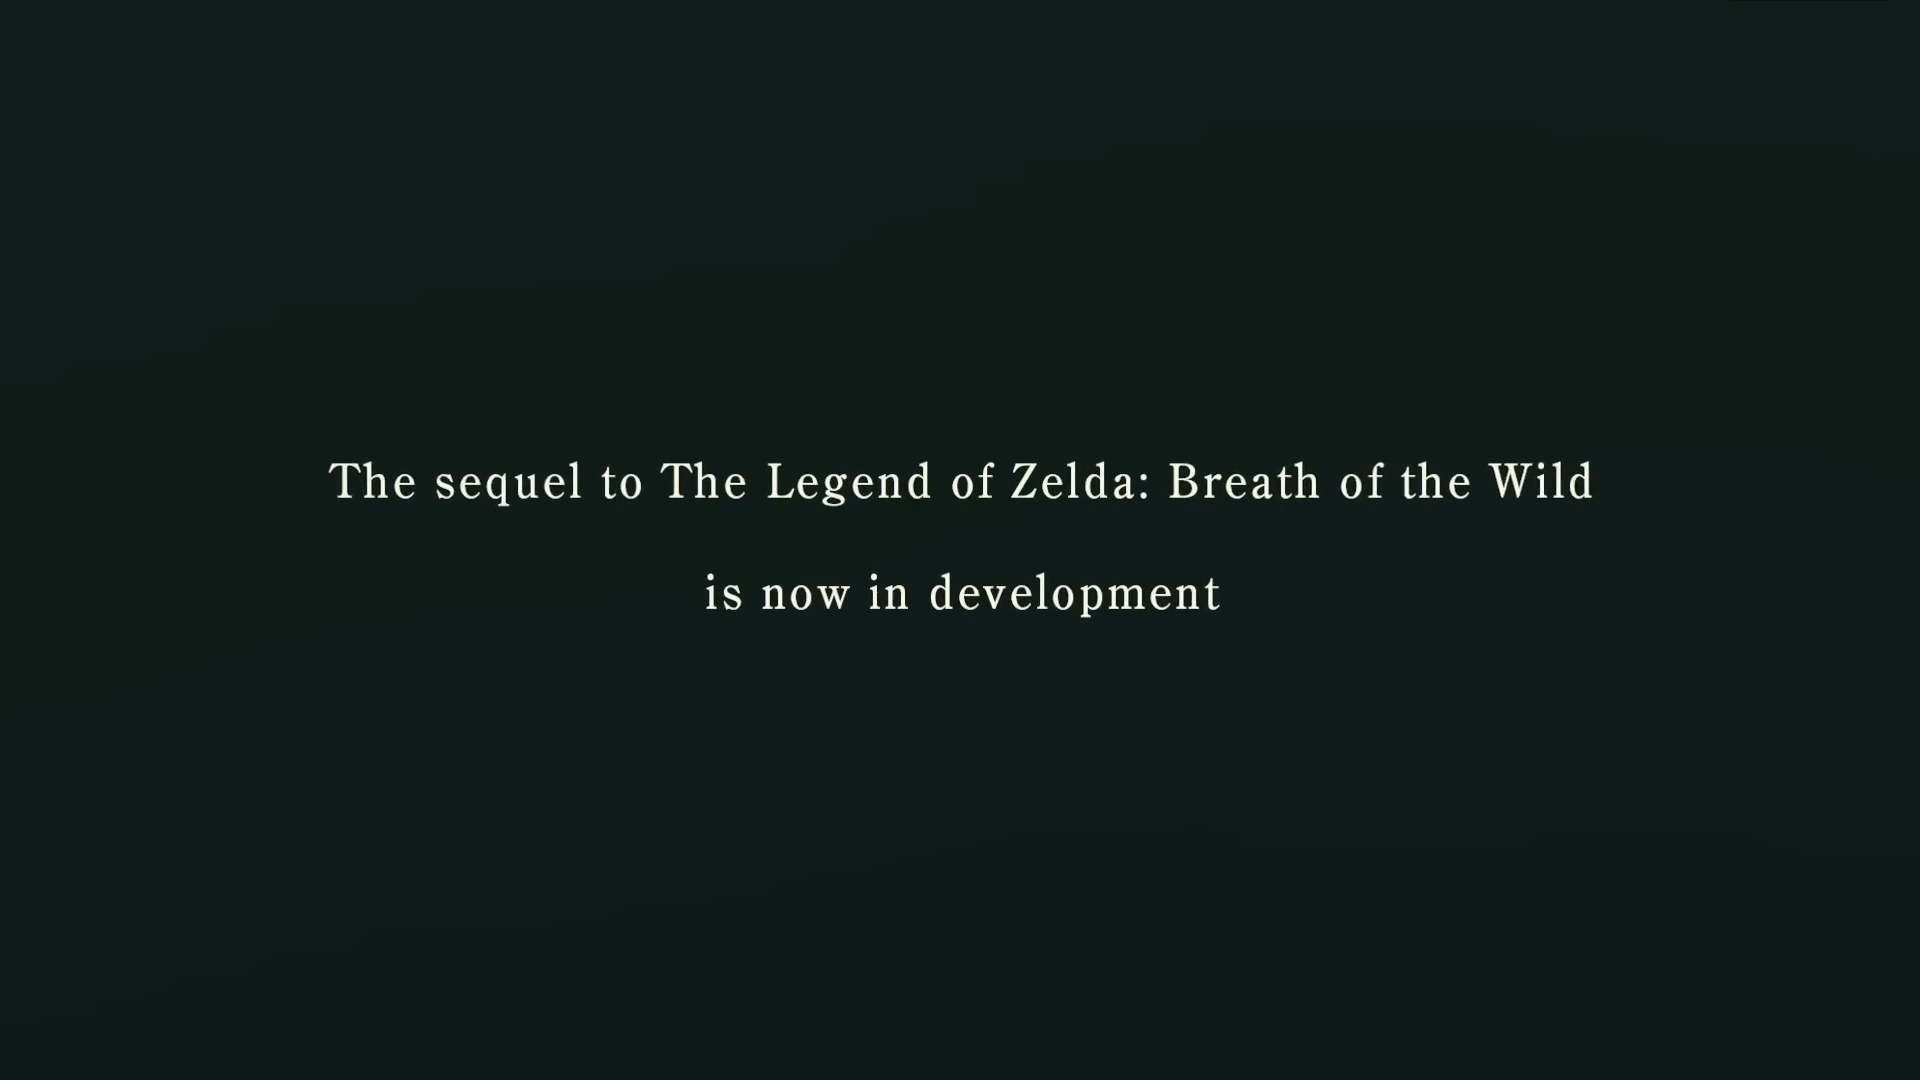 The sequel to The Legend of Zelda: Breath of the Wild
is now in development